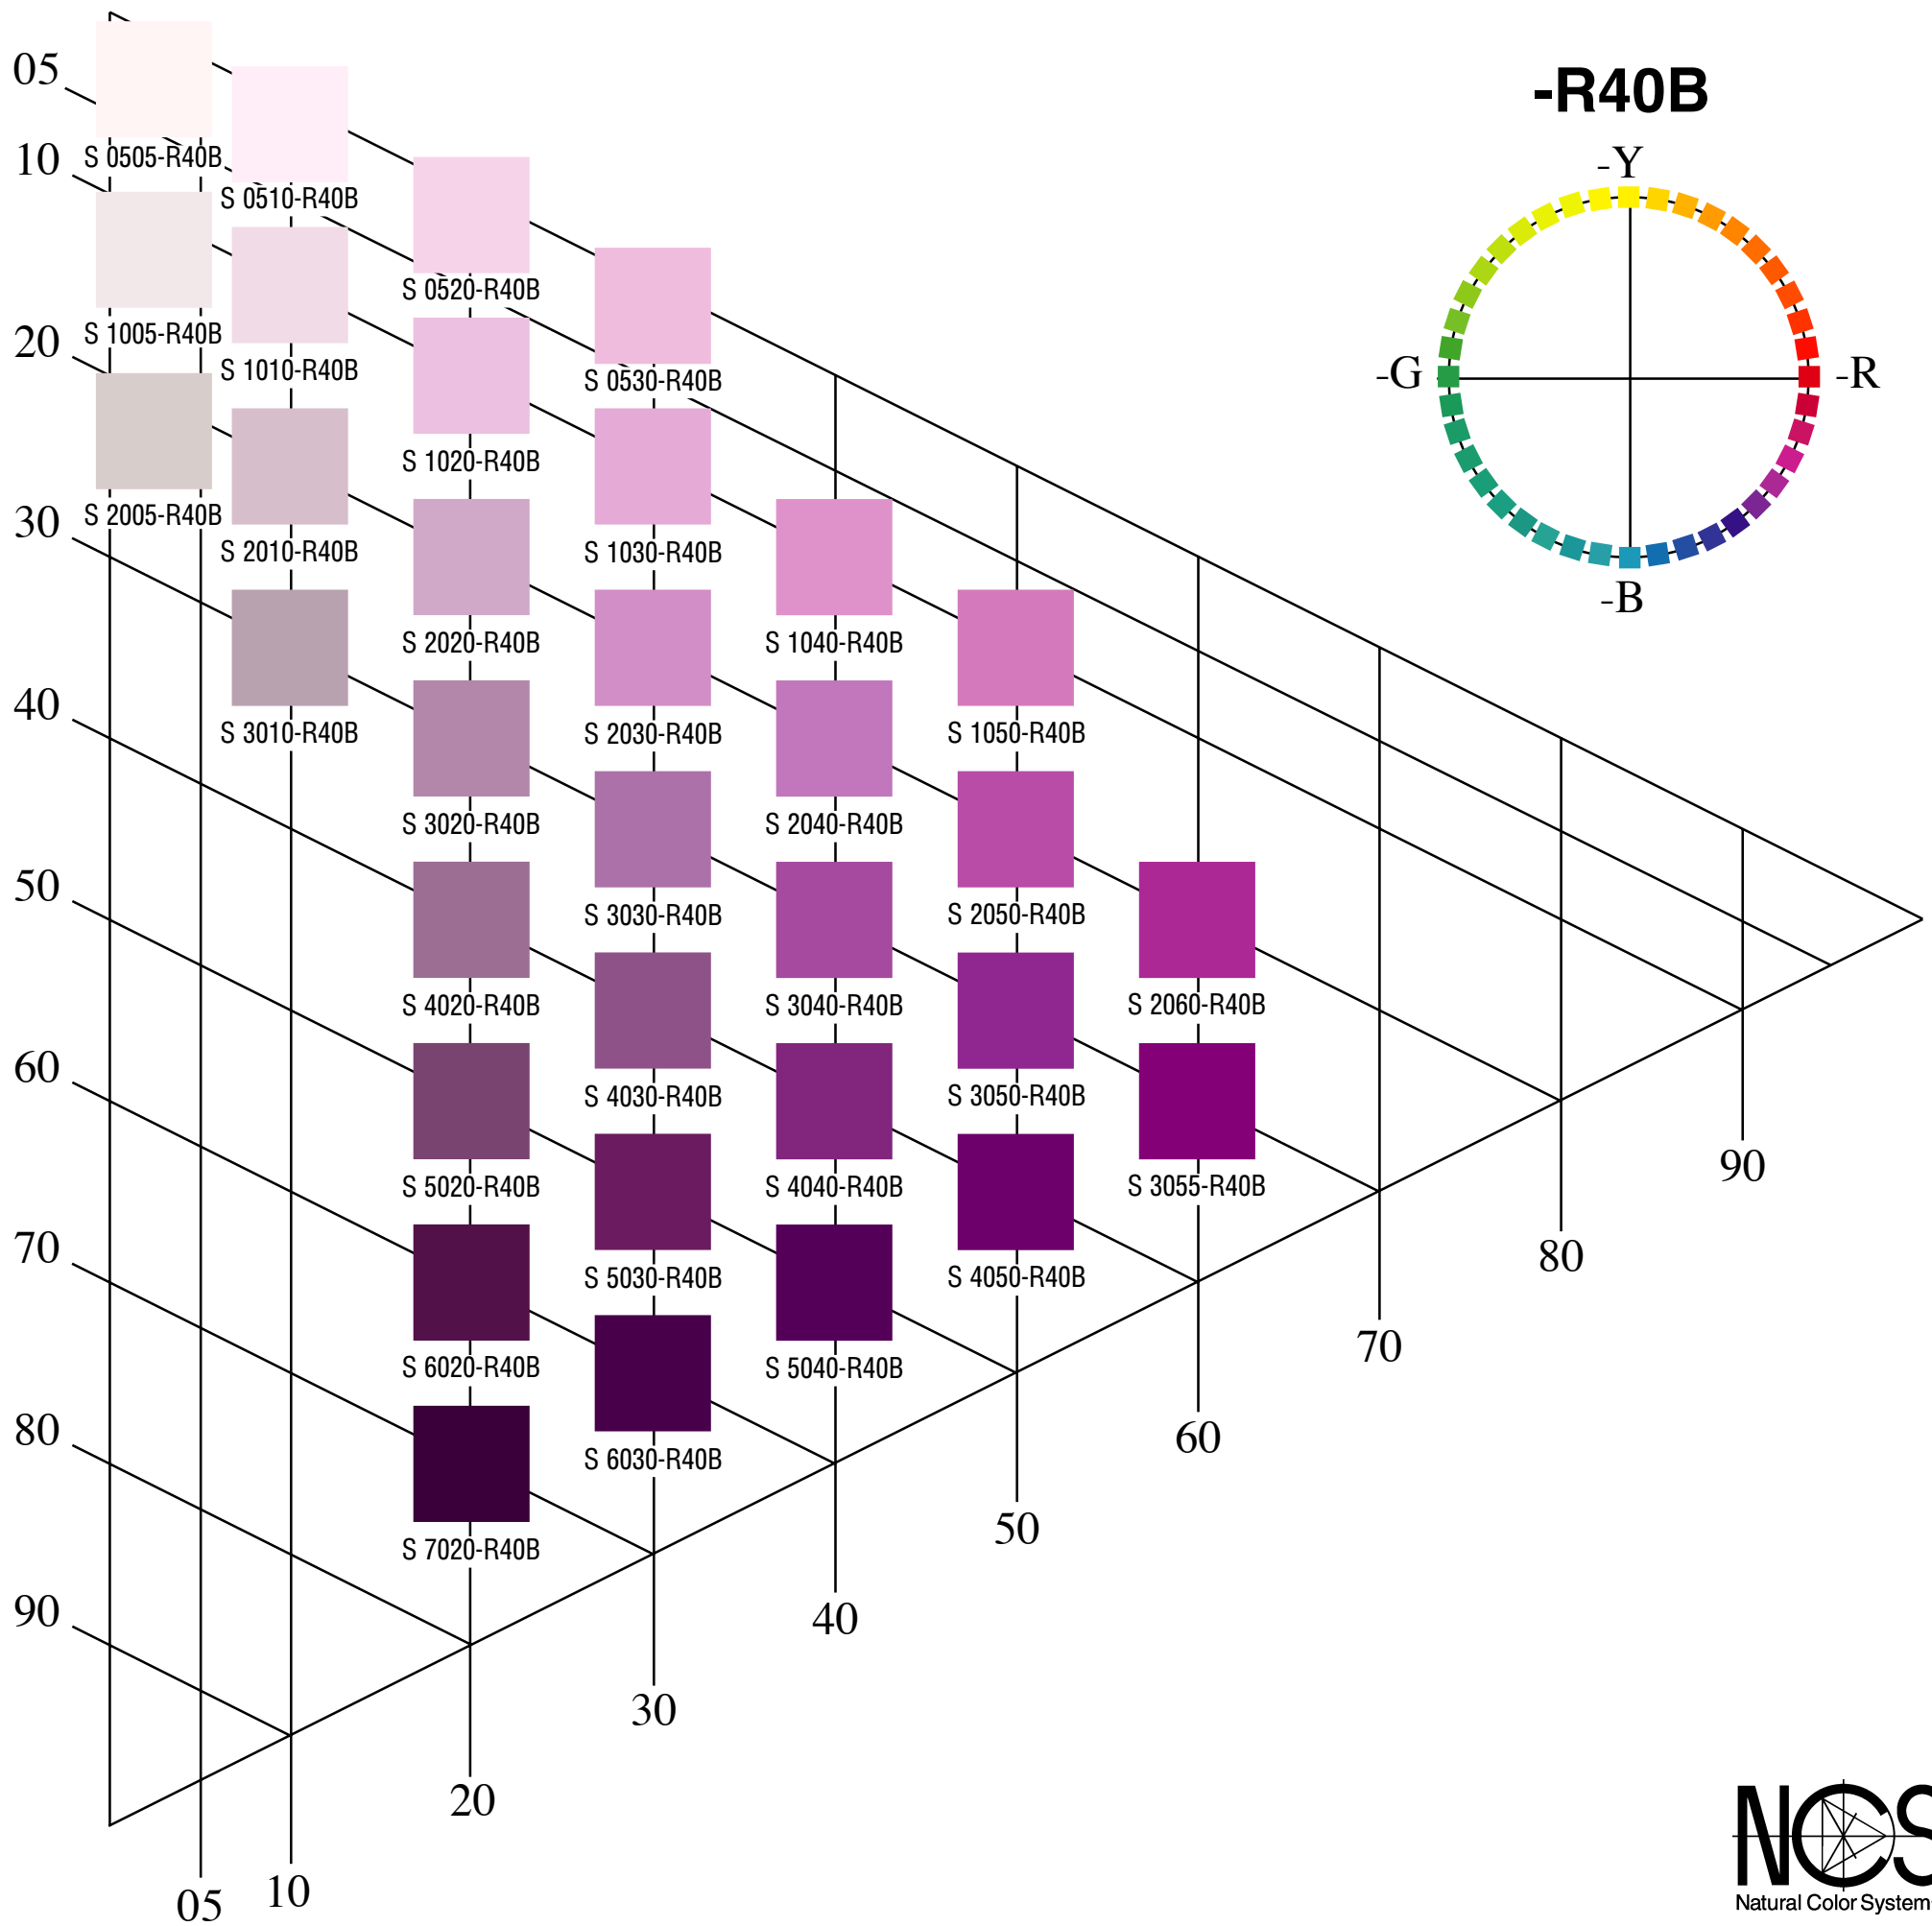 -R40B
-Y
-G
-R
-B
05
10
20
30
40
50
60
70
80
90
S 0505-R40B
S 0510-R40B
S 0520-R40B
S 0530-R40B
S 1005-R40B
S 1010-R40B
S 1020-R40B
S 1030-R40B
S 1040-R40B
S 1050-R40B
S 2005-R40B
S 2010-R40B
S 2020-R40B
S 2030-R40B
S 2040-R40B
S 2050-R40B
S 2060-R40B
S 3010-R40B
S 3020-R40B
S 3030-R40B
S 3040-R40B
S 3050-R40B
S 3055-R40B
S 4020-R40B
S 4030-R40B
S 4040-R40B
S 4050-R40B
S 5020-R40B
S 5030-R40B
S 5040-R40B
S 6020-R40B
S 6030-R40B
S 7020-R40B
05
10
20
30
40
50
60
70
80
90
NCS
Natural Color System